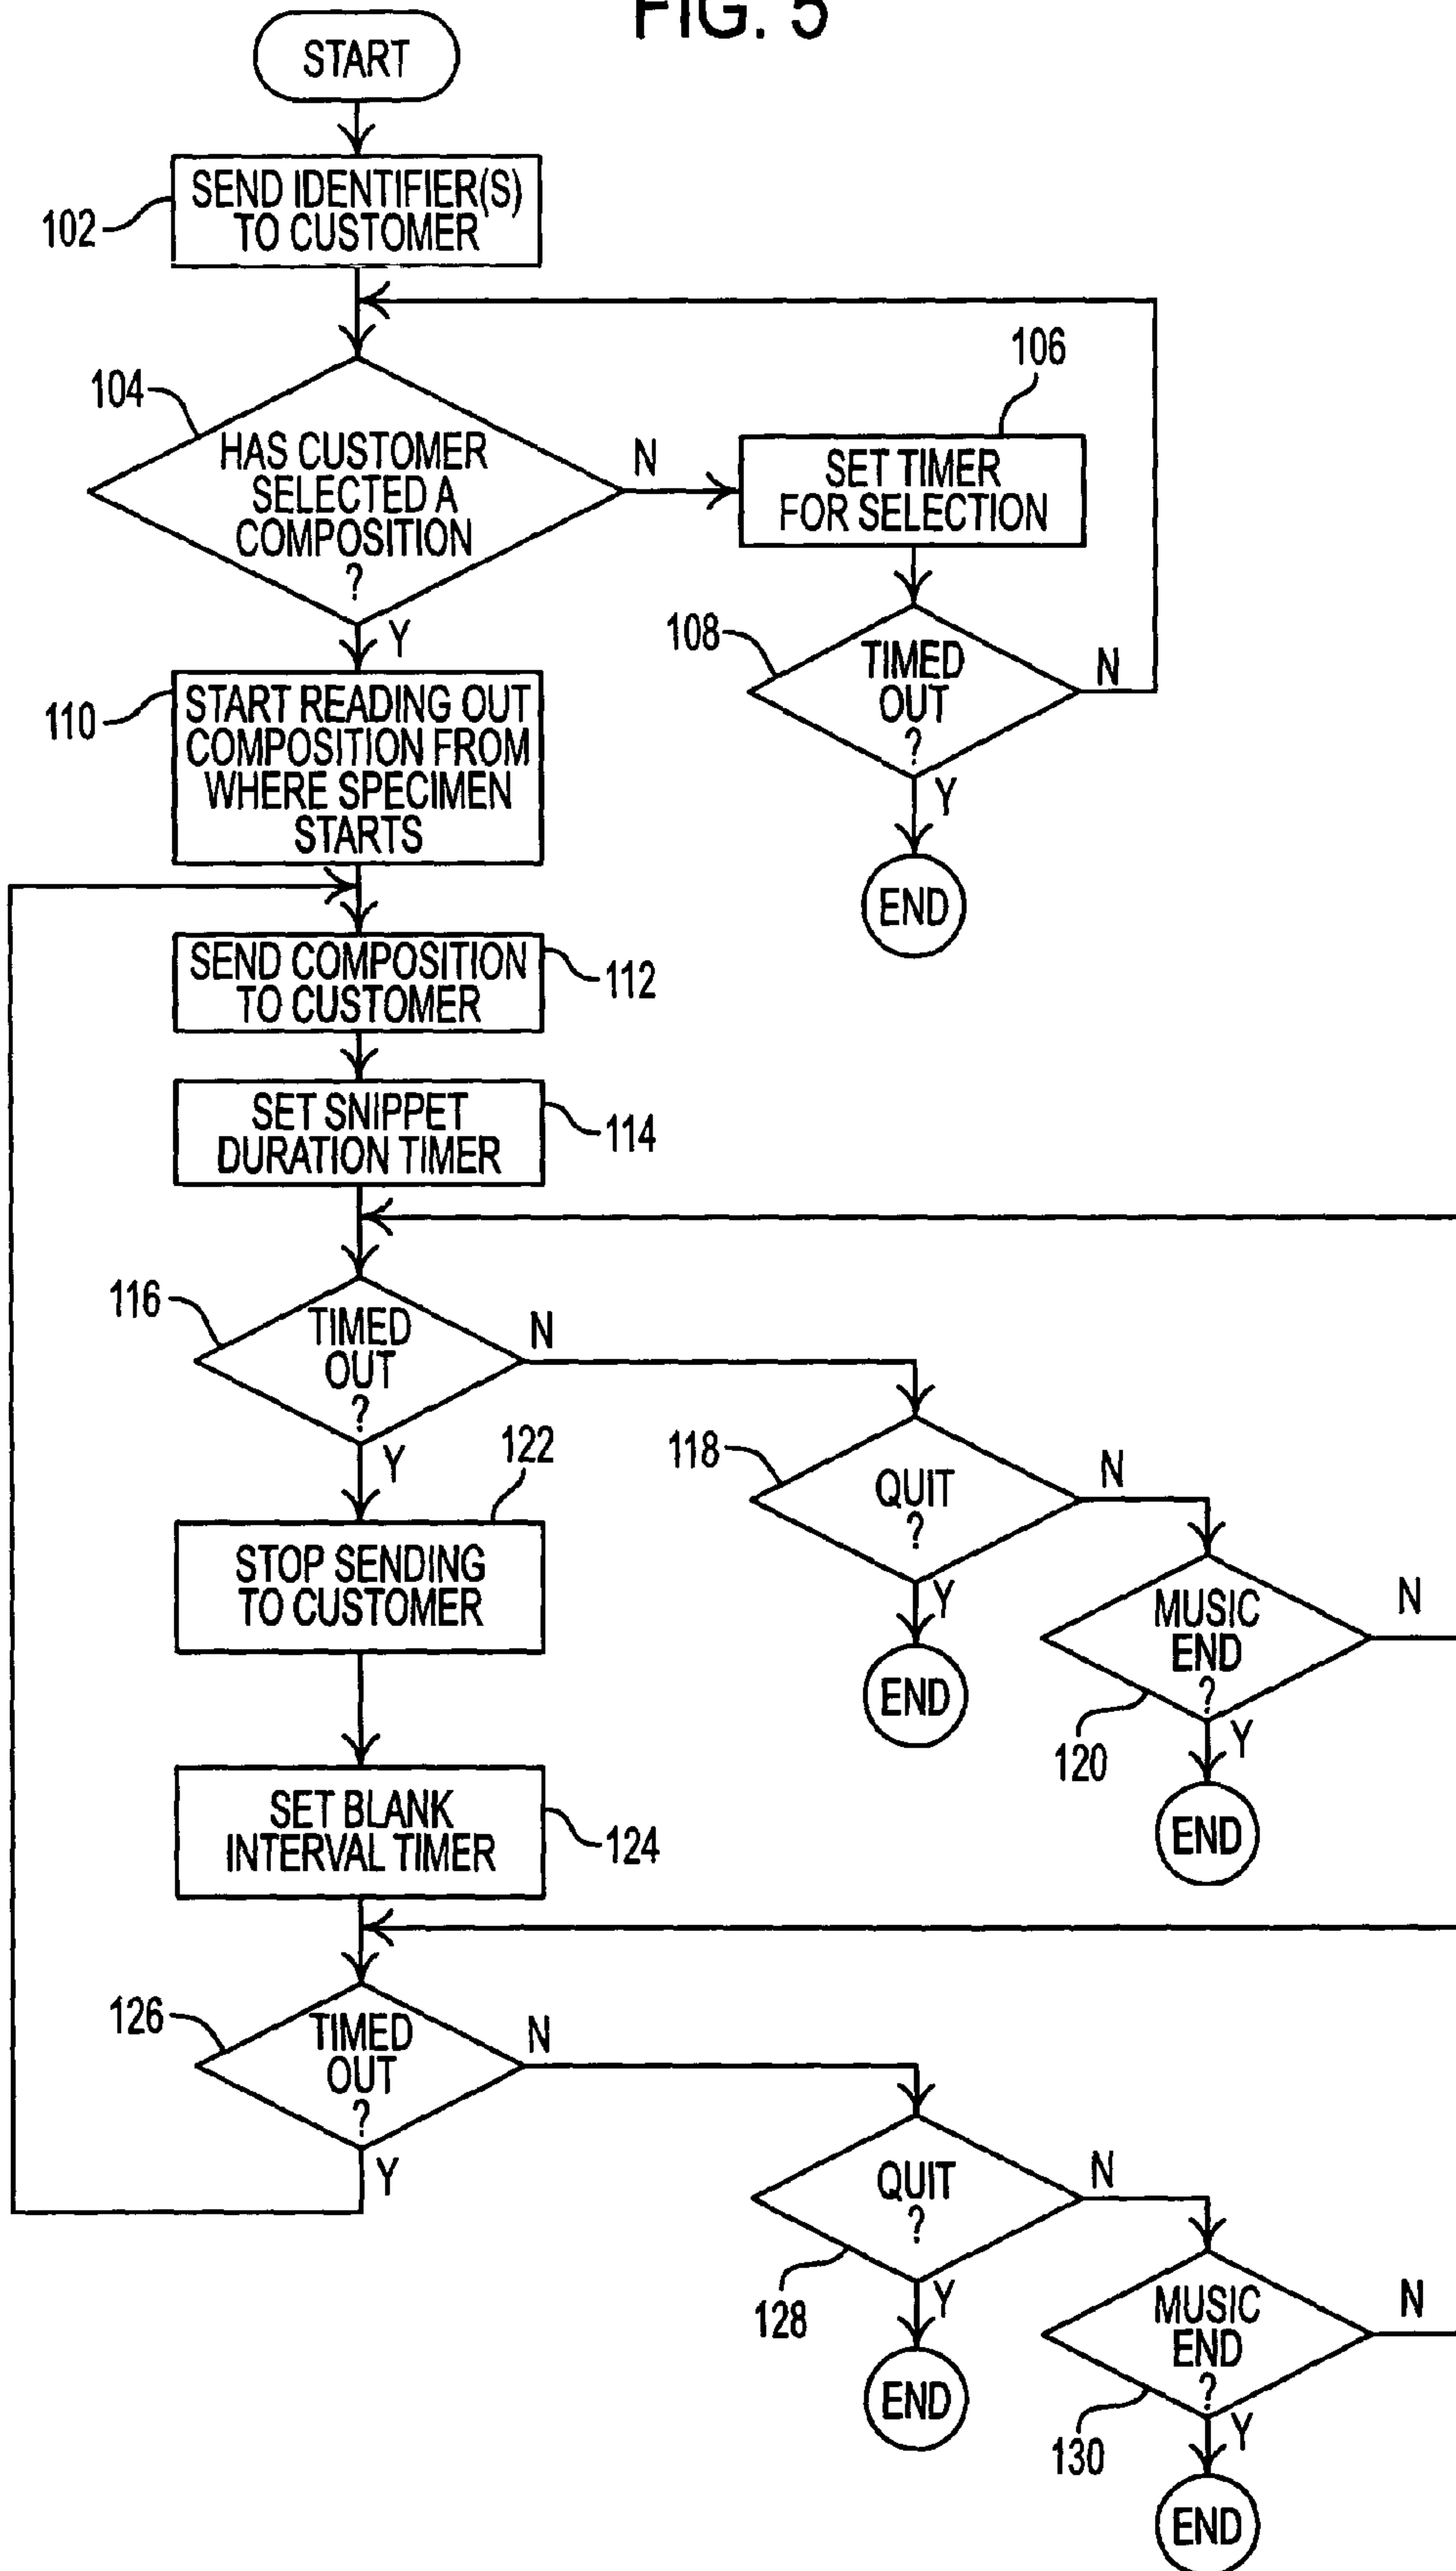 FIG. 5
START
102
SEND IDENTIFIER(S)
TO CUSTOMER
104
HAS CUSTOMER
SELECTED A
COMPOSITION
?
N
Y
106
SET TIMER
FOR SELECTION
108
TIMED
OUT
?
N
Y
END
110
START READING OUT
COMPOSITION FROM
WHERE SPECIMEN
STARTS
SEND COMPOSITION
TO CUSTOMER
112
SET SNIPPET
DURATION TIMER
114
116
TIMED
OUT
?
N
Y
118
QUIT
?
N
Y
END
MUSIC
END
?
N
120
Y
END
122
STOP SENDING
TO CUSTOMER
SET BLANK
INTERVAL TIMER
124
126
TIMED
OUT
?
N
Y
QUIT
?
N
128
Y
END
MUSIC
END
?
N
130
Y
END